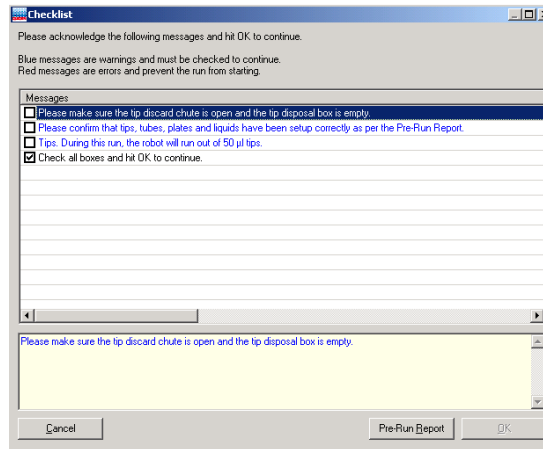 Checklist
Please acknowledge the following messages and hit OK to continue.
Blue messages are warnings and must be checked to continue.
Red messages are errors and prevent the run from starting.
Messages
Please make sure the tip discard chute is open and the tip disposal box is empty.
Please confirm that tips, tubes, plates and liquids have been setup correctly as per the Pre-Run Report.
Tips. During this run, the robot will run out of 50 µl tips.
Check all boxes and hit OK to continue.
Please make sure the tip discard chute is open and the tip disposal box is empty.
Cancel Pre-Run Report OK